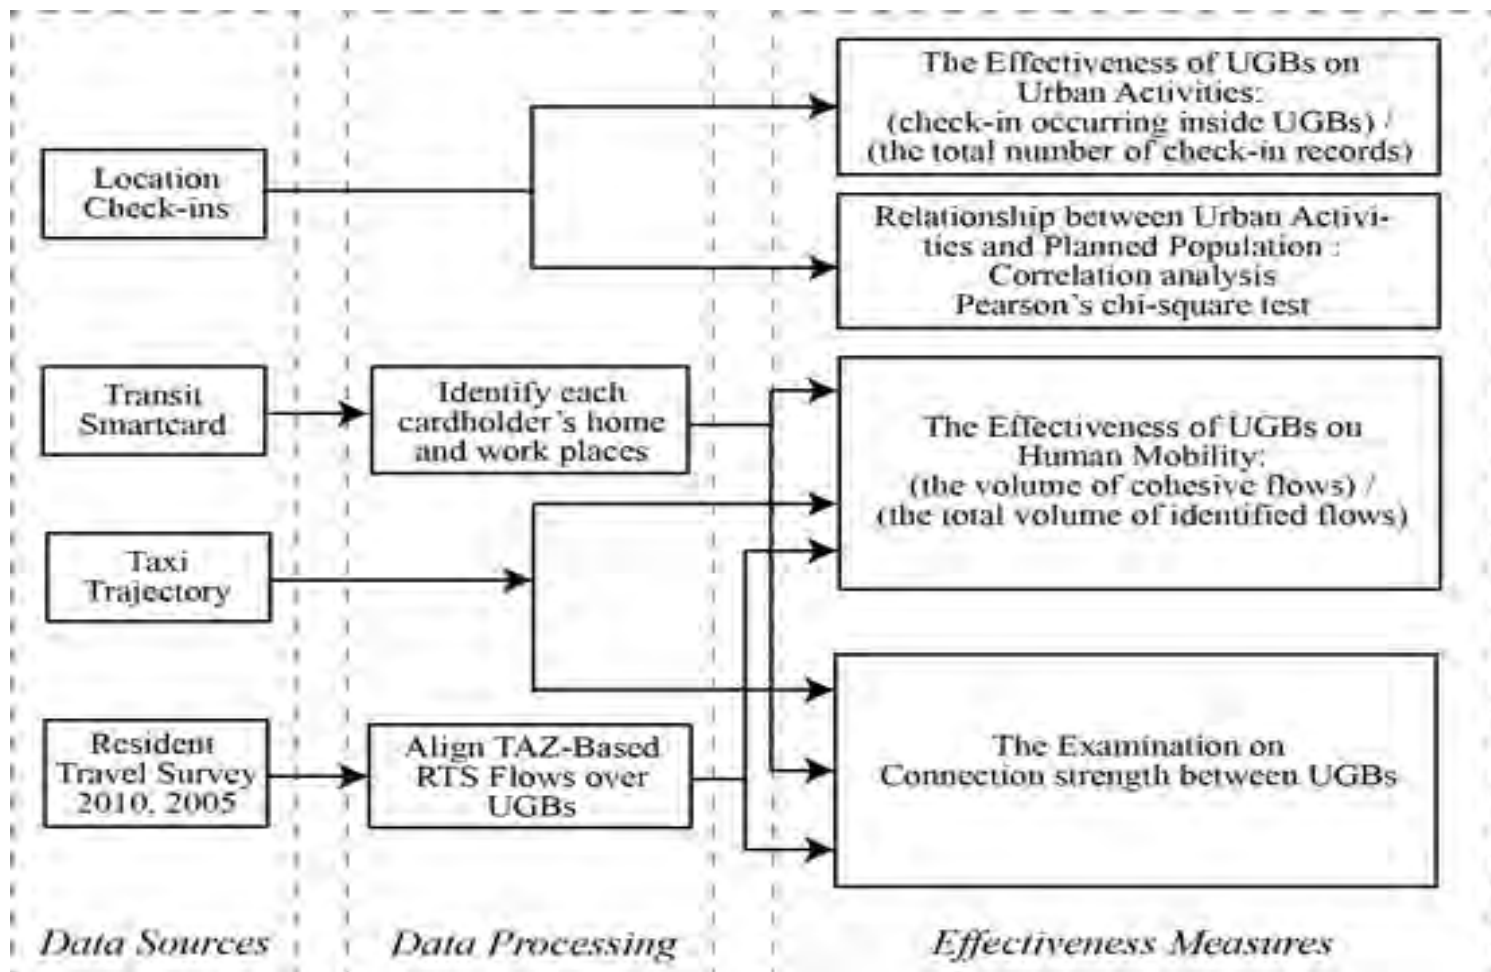 Location
Check-ins
Transit
Smartcard
Taxi
Trajectory
Resident
Travel Survey
2010, 2005
Data Sources
Identify each
cardholder's home
and work places
Align TAZ-Based
RTS Flows over
UGBs
Data Processing
The Effectiveness of UGBs on
Urban Activities:
(check-in occurring inside UGBs) /
(the total number of check-in records)
Relationship between Urban Activi-
ties and Planned Population :
Correlation analysis
Pearson's chi-square test
The Effectiveness of UGBs on
Human Mobility:
(the volume of cohesive flows) /
(the total volume of identified flows)
The Examination on
Connection strength between UGBs
Effectiveness Measures